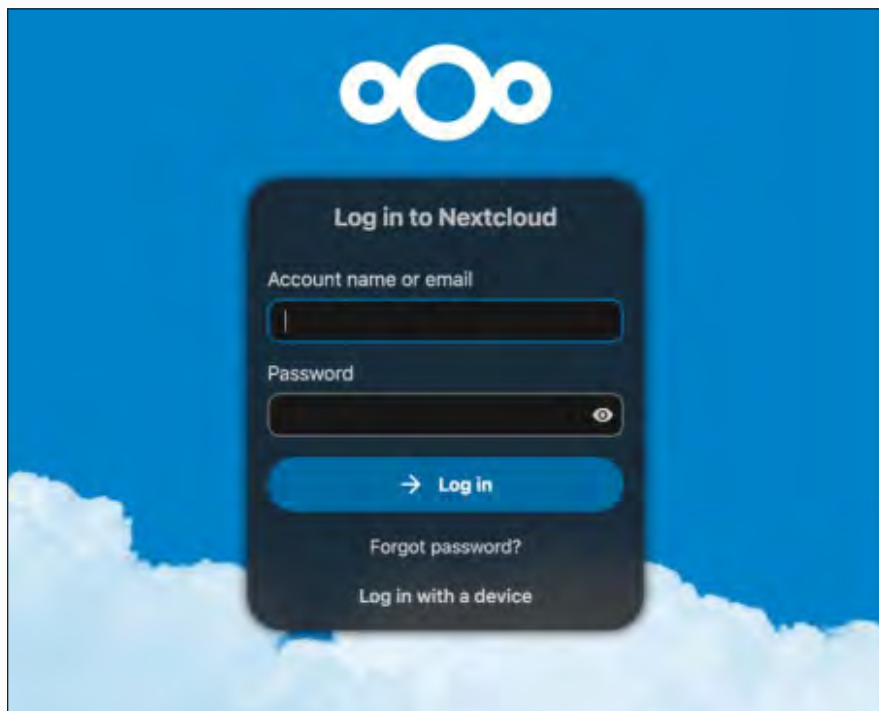 Log in to Nextcloud
Account name or email
Password
Log in
Forgot password?
Log in with a device